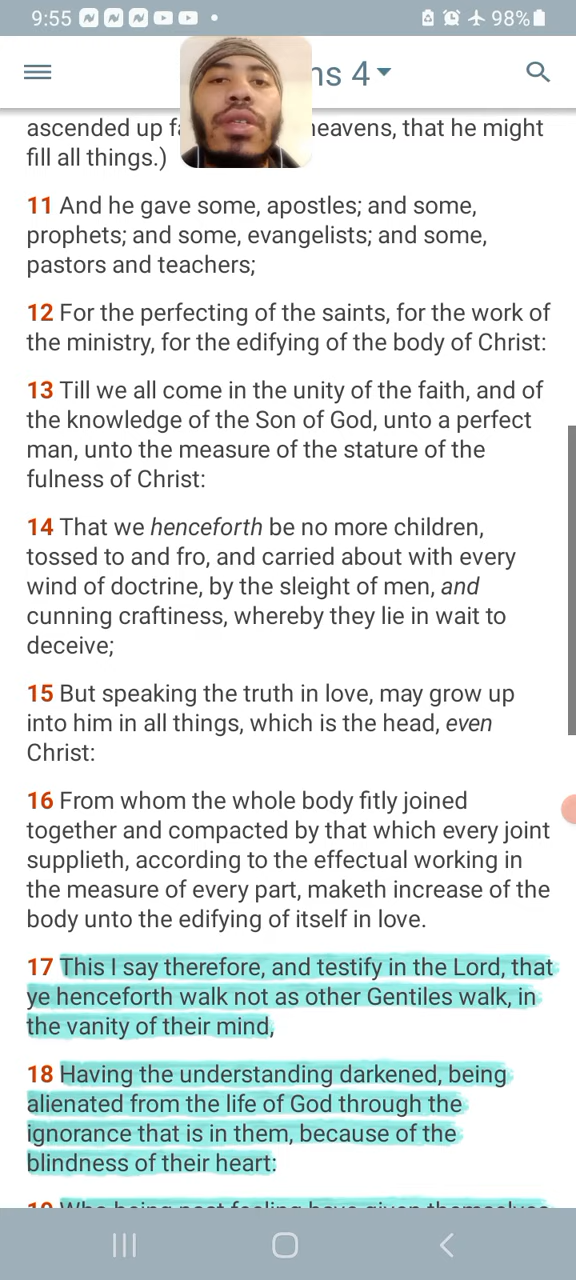 9:55
98%
ns 4
ascended up heavens, that he might
fill all things.)
11 And he gave some, apostles; and some,
prophets; and some, evangelists; and some,
pastors and teachers;
12 For the perfecting of the saints, for the work of
the ministry, for the edifying of the body of Christ:
13 Till we all come in the unity of the faith, and of
the knowledge of the Son of God, unto a perfect
man, unto the measure of the stature of the
fulness of Christ:
14 That we henceforth be no more children,
tossed to and fro, and carried about with every
wind of doctrine, by the sleight of men, and
cunning craftiness, whereby they lie in wait to
deceive;
15 But speaking the truth in love, may grow up
into him in all things, which is the head, even
Christ:
16 From whom the whole body fitly joined
together and compacted by that which every joint
supplieth, according to the effectual working in
the measure of every part, maketh increase of the
body unto the edifying of itself in love.
17 This I say therefore, and testify in the Lord, that
ye henceforth walk not as other Gentiles walk, in
the vanity of their mind,
18 Having the understanding darkened, being
alienated from the life of God through the
ignorance that is in them, because of the
blindness of their heart:
19 Who being past feeling have given themselves